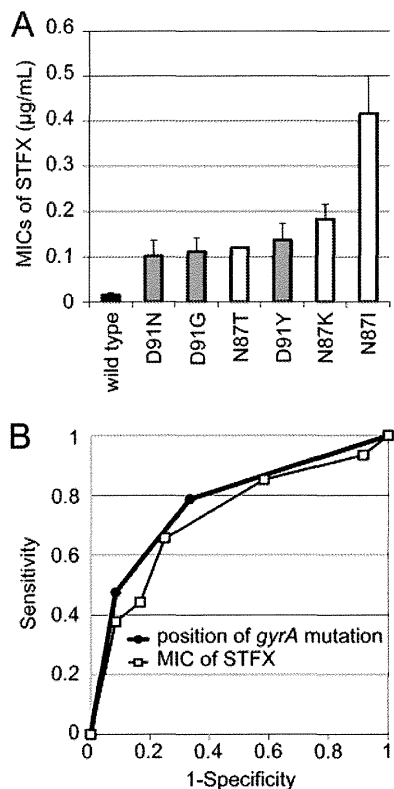 A
MICs of STFX (µg/mL)
0.6
0.5
0.4
0.3
0.2
0.1
0
wild type
D91N
D91G
N87T
D91Y
N87K
N87I
B
Sensitivity
1
0.8
0.6
0.4
0.2
0
position of gyrA mutation
MIC of STFX
0 0.2 0.4 0.6 0.8 1
1-Specificity